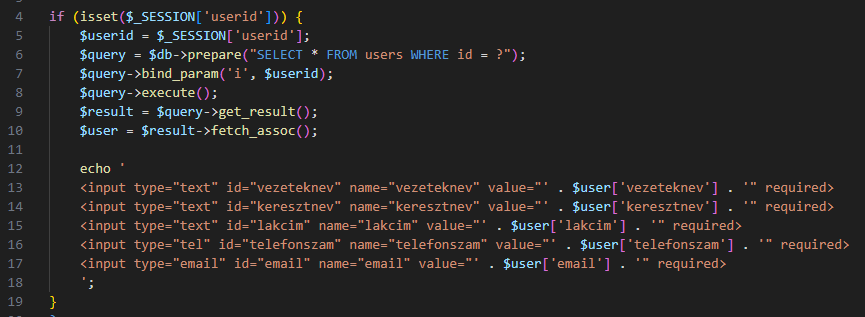 4 if (isset($_SESSION['userid'])) {
5 $userid = $_SESSION['userid'];
6 $query = $db->prepare("SELECT * FROM users WHERE id = ?");
7 $query->bind_param('i', $userid);
8 $query->execute();
9 $result = $query->get_result();
10 $user = $result->fetch_assoc();
11
12 echo '
13 <input type="text" id="vezeteknev" name="vezeteknev" value="' . $user['vezeteknev'] . '" required>
14 <input type="text" id="keresztnev" name="keresztnev" value="' . $user['keresztnev'] . '" required>
15 <input type="text" id="lakcim" name="lakcim" value="' . $user['lakcim'] . '" required>
16 <input type="tel" id="telefonszam" name="telefonszam" value="' . $user['telefonszam'] . '" required>
17 <input type="email" id="email" name="email" value="' . $user['email'] . '" required>
18 ';
19 }